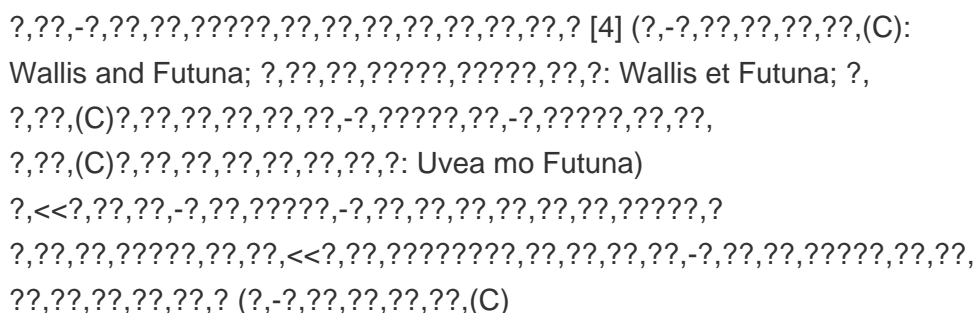 ?,??,-?,??,??,?????,??,??,??,??,??,??,??,? [4] (?,-?,??,??,??,??,(C):
Wallis and Futuna; ?,??,??,?????,?????,??,?: Wallis et Futuna; ?,
?,??,(C)?,??,??,??,??,??,-?,?????,??,-?,?????,??,??,
?,??,(C)?,??,??,??,??,??,??,?: Uvea mo Futuna)
?,<<?,??,??,-?,??,?????,-?,??,??,??,??,??,??,?????,?
?,??,??,?????,??,??,<<?,??,????????,??,??,??,??,-?,??,??,?????,??,??,
??,??,??,??,??,? (?,-?,??,??,??,??,(C)